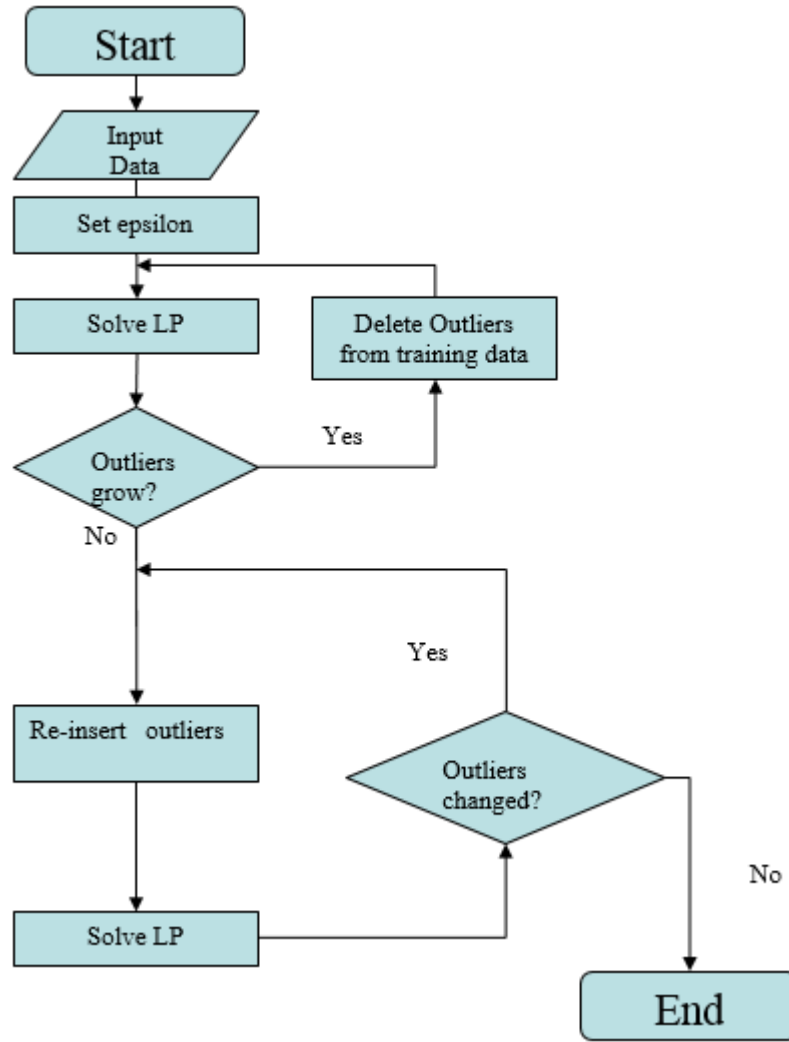 Start
Input
Data
Set epsilon
Solve LP
Delete Outliers
from training data
Yes
Outliers
grow?
No
Yes
Re-insert outliers
Outliers
changed?
No
Solve LP
End